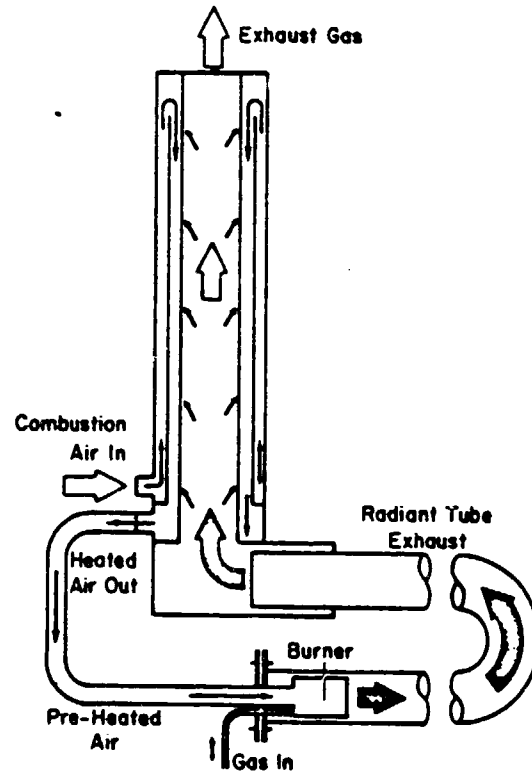 Exhaust Gas
Combustion
Air In
Radiant Tube
Exhaust
Heated
Air Out
Burner
Pre-Heated
Air
Gas In